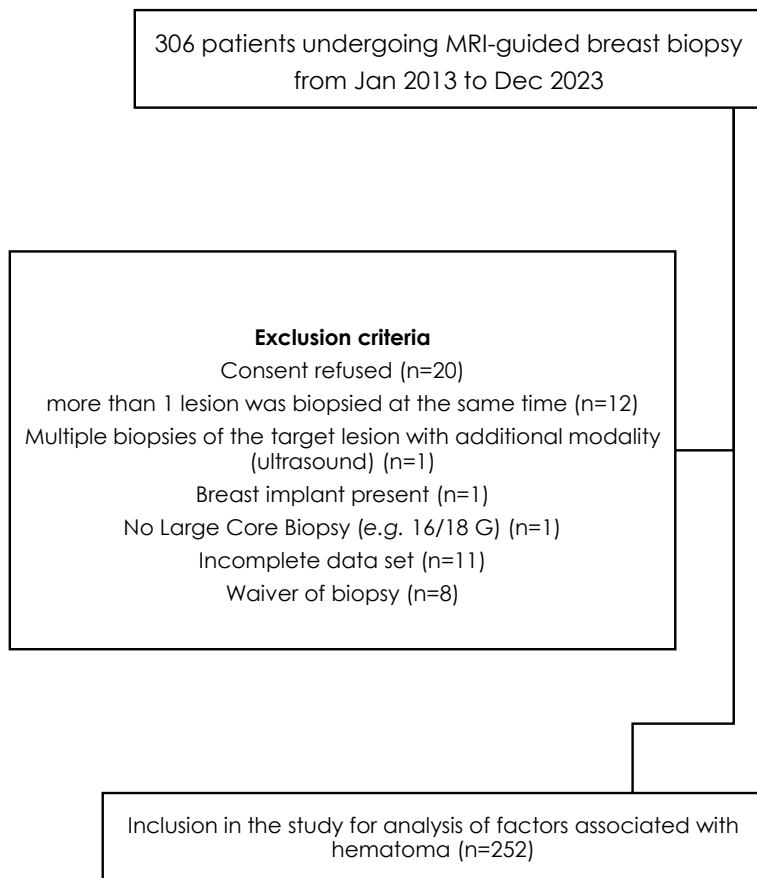 306 patients undergoing MRI-guided breast biopsy
from Jan 2013 to Dec 2023
Exclusion criteria
Consent refused (n=20)
more than 1 lesion was biopsied at the same time (n=12)
Multiple biopsies of the target lesion with additional modality
(ultrasound) (n=1)
Breast implant present (n=1)
No Large Core Biopsy (e.g. 16/18 G) (n=1)
Incomplete data set (n=11)
Waiver of biopsy (n=8)
Inclusion in the study for analysis of factors associated with
hematoma (n=252)